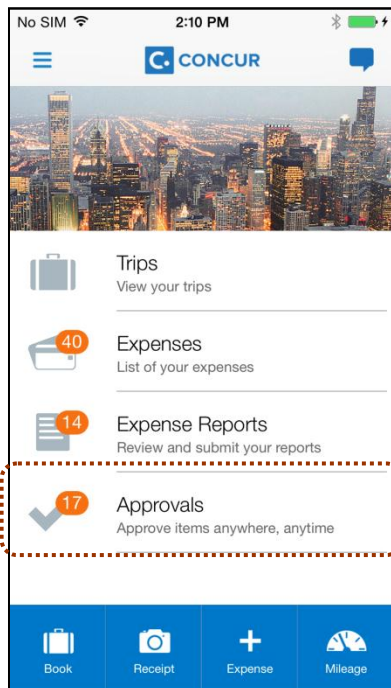 No SIM 2:10 PM
C. CONCUR
Trips
View your trips
40
Expenses
List of your expenses
14
Expense Reports
Review and submit your reports
17
Approvals
Approve items anywhere, anytime
Book Receipt Expense Mileage